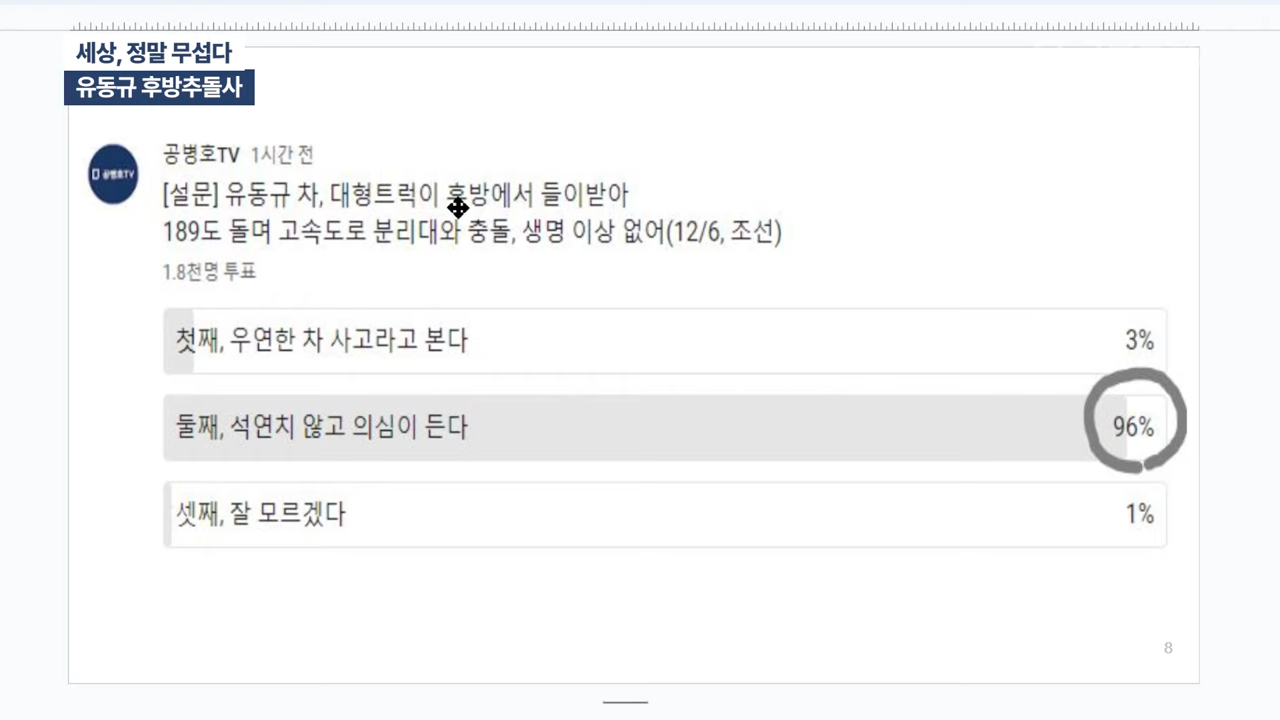 세상, 정말 무섭다
유동규 후방추돌사
공병호TV
공병호TV 1시간 전
[설문] 유동규 차, 대형트럭이 후방에서 들이받아
189도 돌며 고속도로 분리대와 충돌, 생명 이상 없어(12/6, 조선)
1.8천명 투표
첫째, 우연한 차 사고라고 본다 3%
둘째, 석연치 않고 의심이 든다 96%
셋째, 잘 모르겠다 1%
8